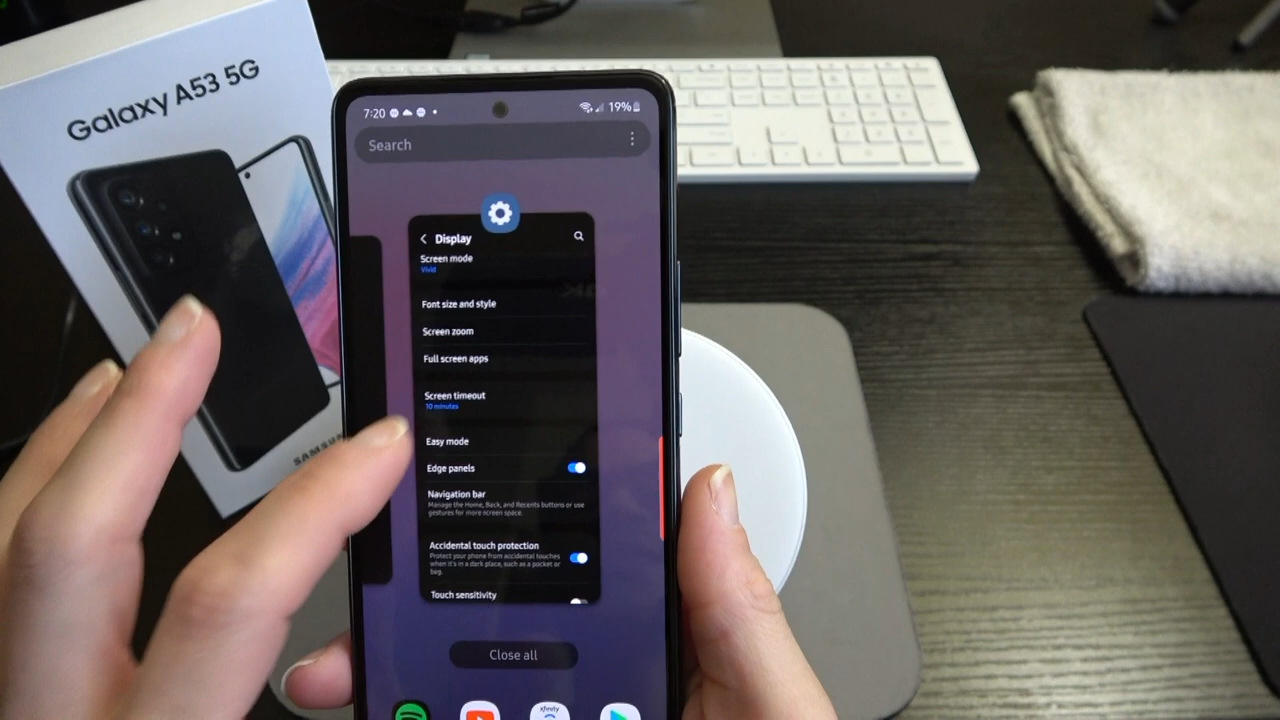 Galaxy A53 5G
SAMSU
7:20
19%
Search
Display
Screen mode
Vivid
Font size and style
Screen zoom
Full screen apps
Screen timeout
10 minutes
Easy mode
Edge panels
Navigation bar
Manage the Home, Back, and Recents buttons or use
gestures for more screen space.
Accidental touch protection
Protect your phone from accidental touches
when it's in a dark place, such as a pocket or
bag.
Touch sensitivity
Close all
xfinity